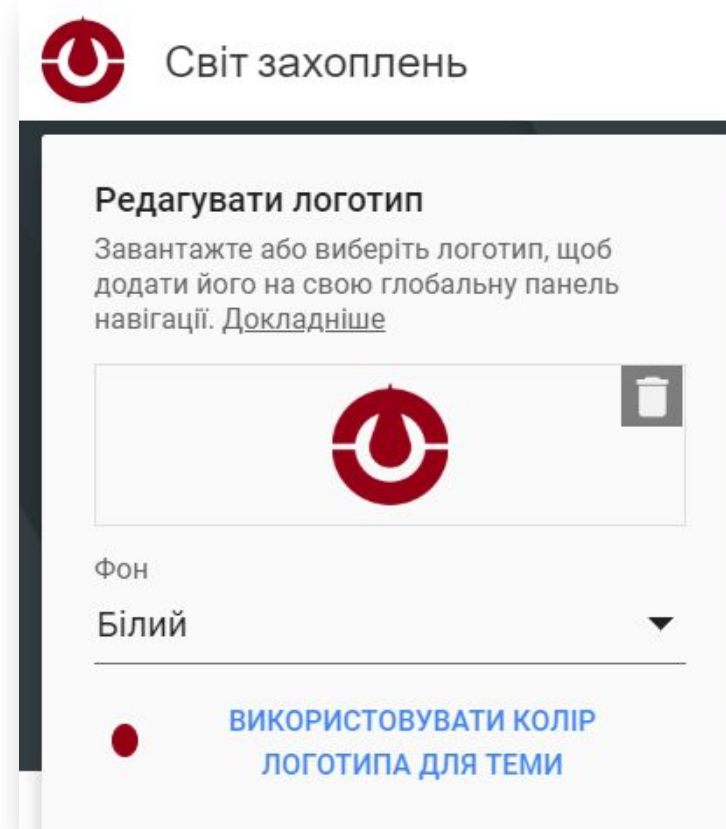 Світ захоплень
Редагувати логотип
Завантажте або виберіть логотип, щоб
додати його на свою глобальну панель
навігації. Докладніше
Фон
Білий
ВИКОРИСТОВУВАТИ КОЛІР
ЛОГОТИПА ДЛЯ ТЕМИ